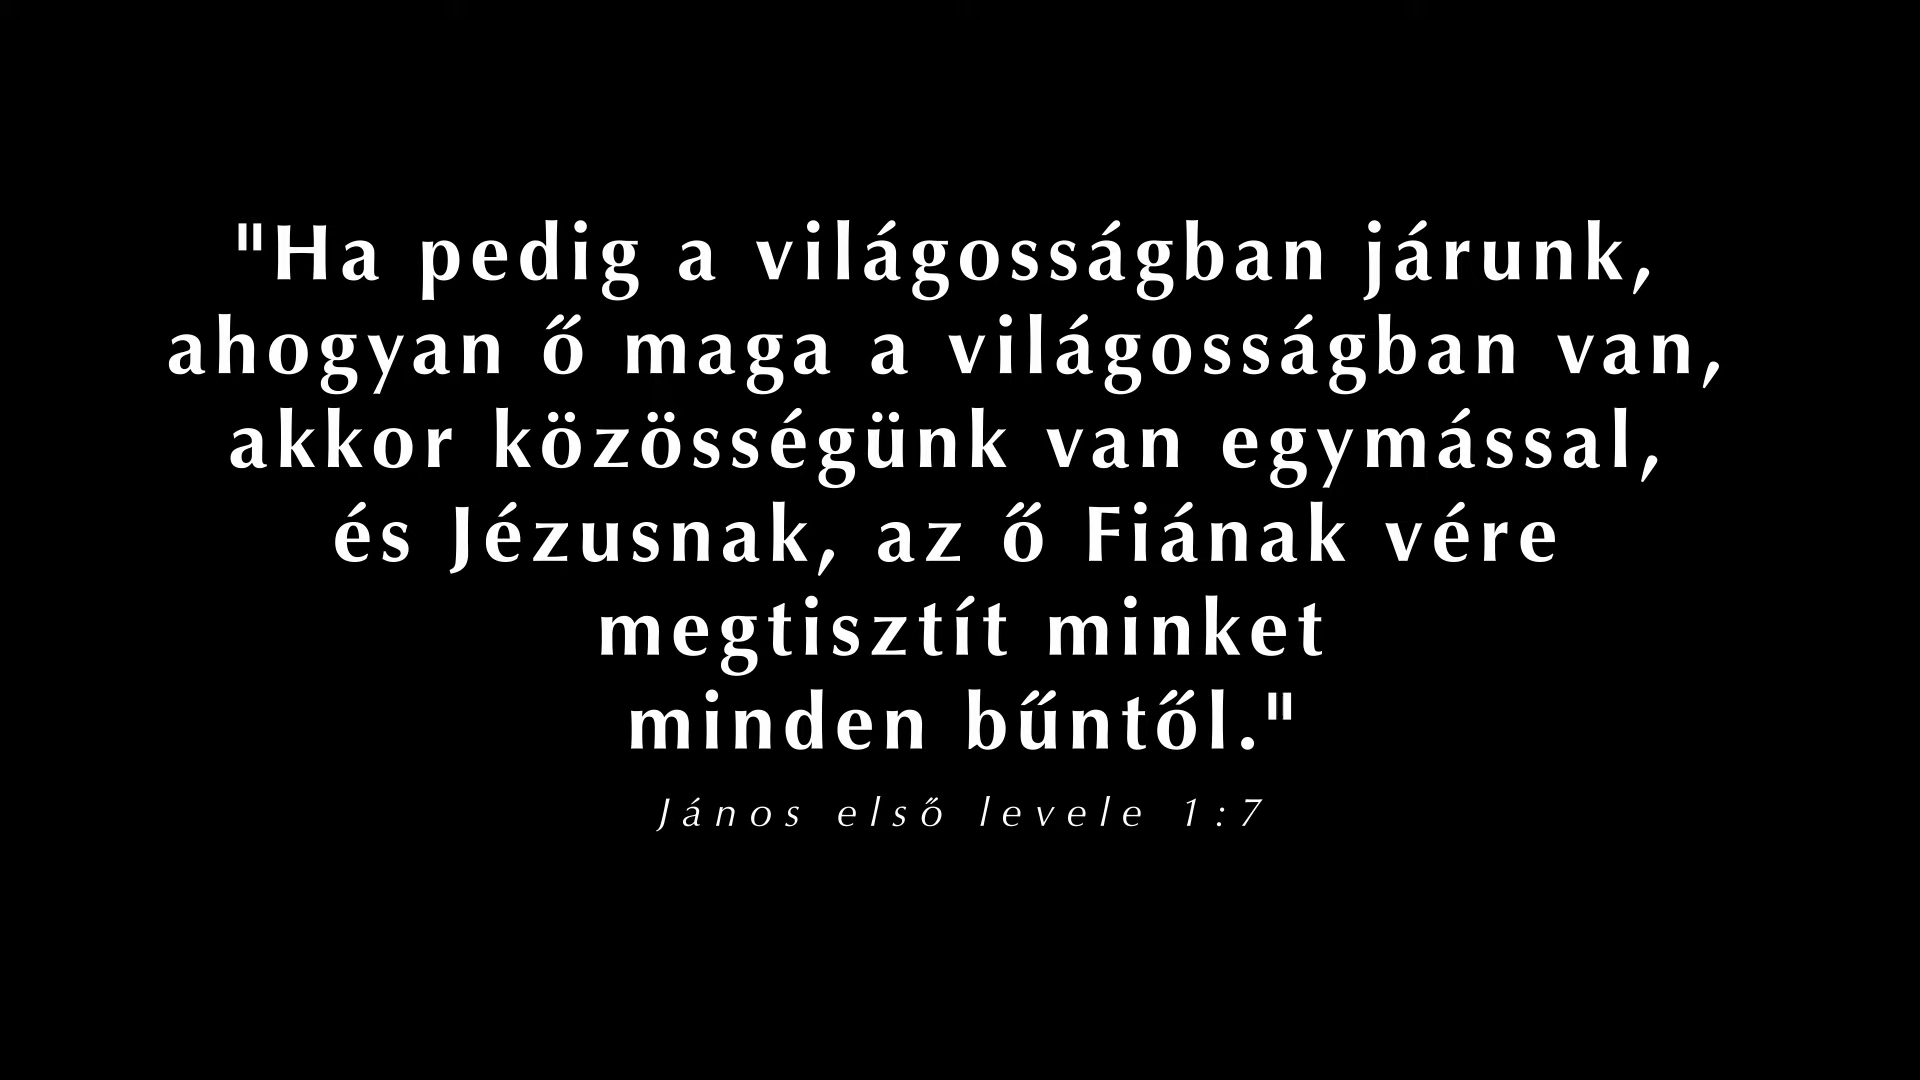 "Ha pedig a világosságban járunk,
ahogyan ő maga a világosságban van,
akkor közösségünk van egymással,
és Jézusnak, az ő Fiának vére
megtisztít minket
minden bűntől."
János első levele 1:7